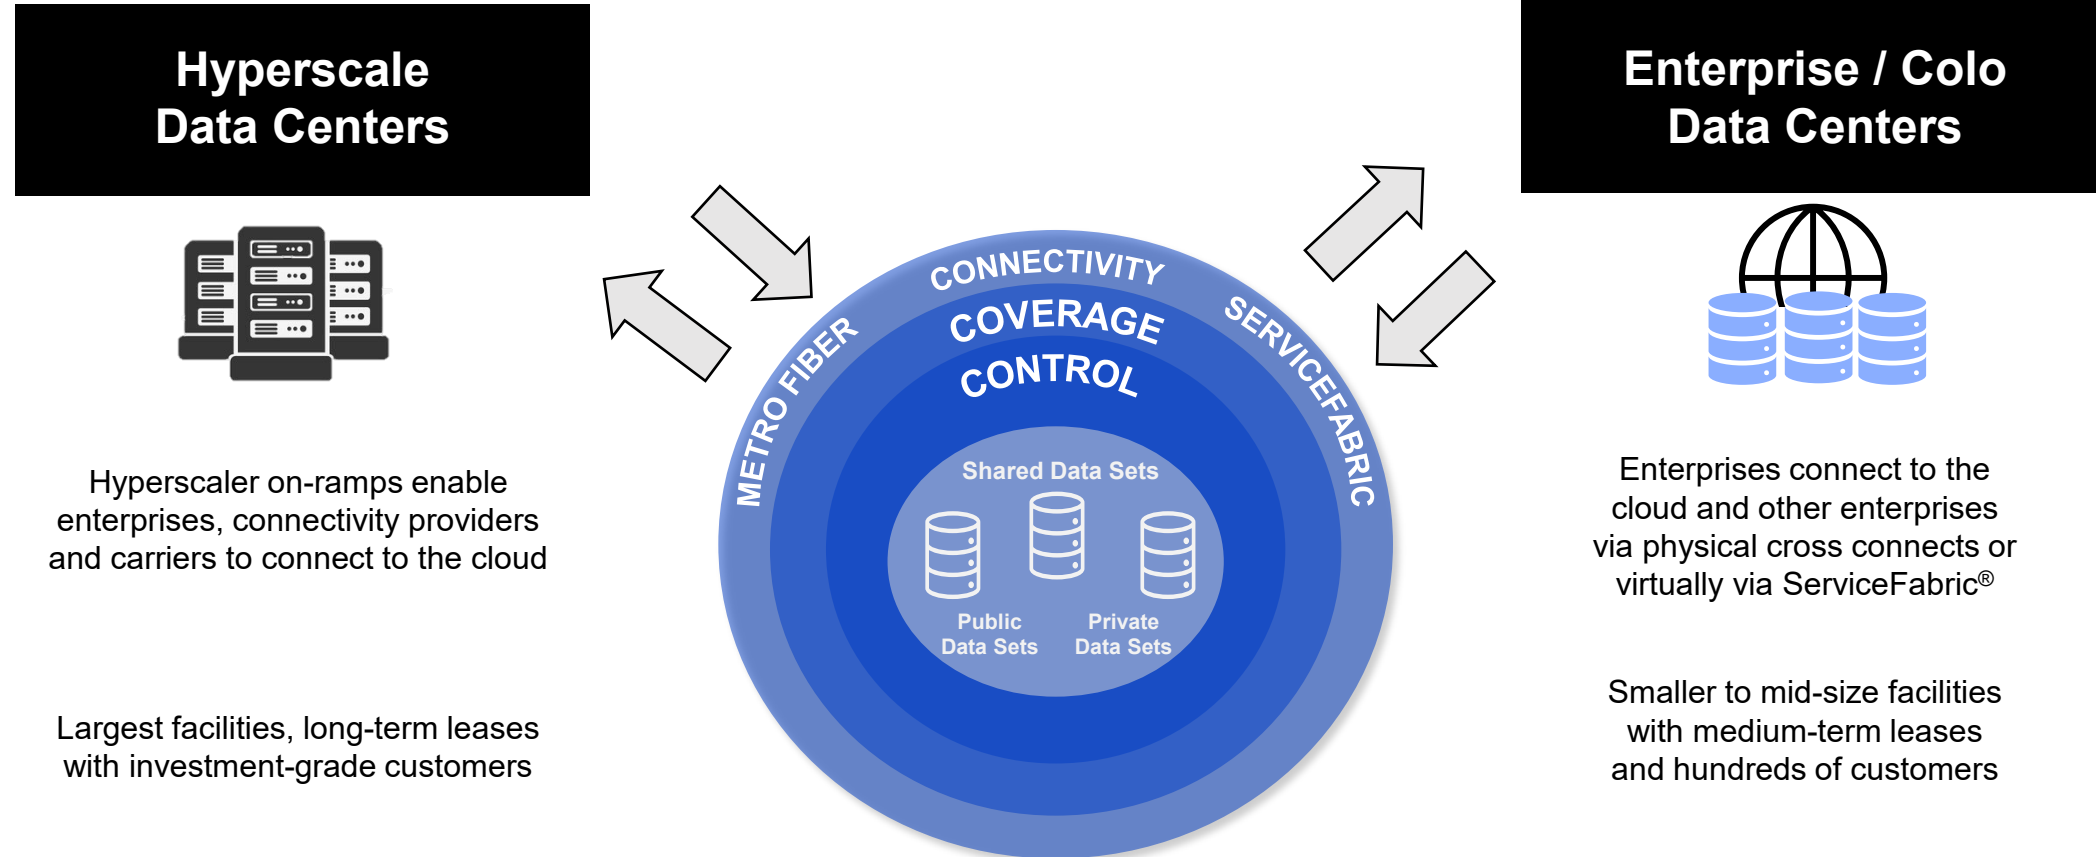 Hyperscale
Data Centers
Hyperscaler on-ramps enable
enterprises, connectivity providers
and carriers to connect to the cloud
Largest facilities, long-term leases
with investment-grade customers
METRO FIBER
CONNECTIVITY
SERVICEFABRIC
COVERAGE
CONTROL
Shared Data Sets
Public
Data Sets
Private
Data Sets
Enterprise / Colo
Data Centers
Enterprises connect to the
cloud and other enterprises
via physical cross connects or
virtually via ServiceFabric®
Smaller to mid-size facilities
with medium-term leases
and hundreds of customers